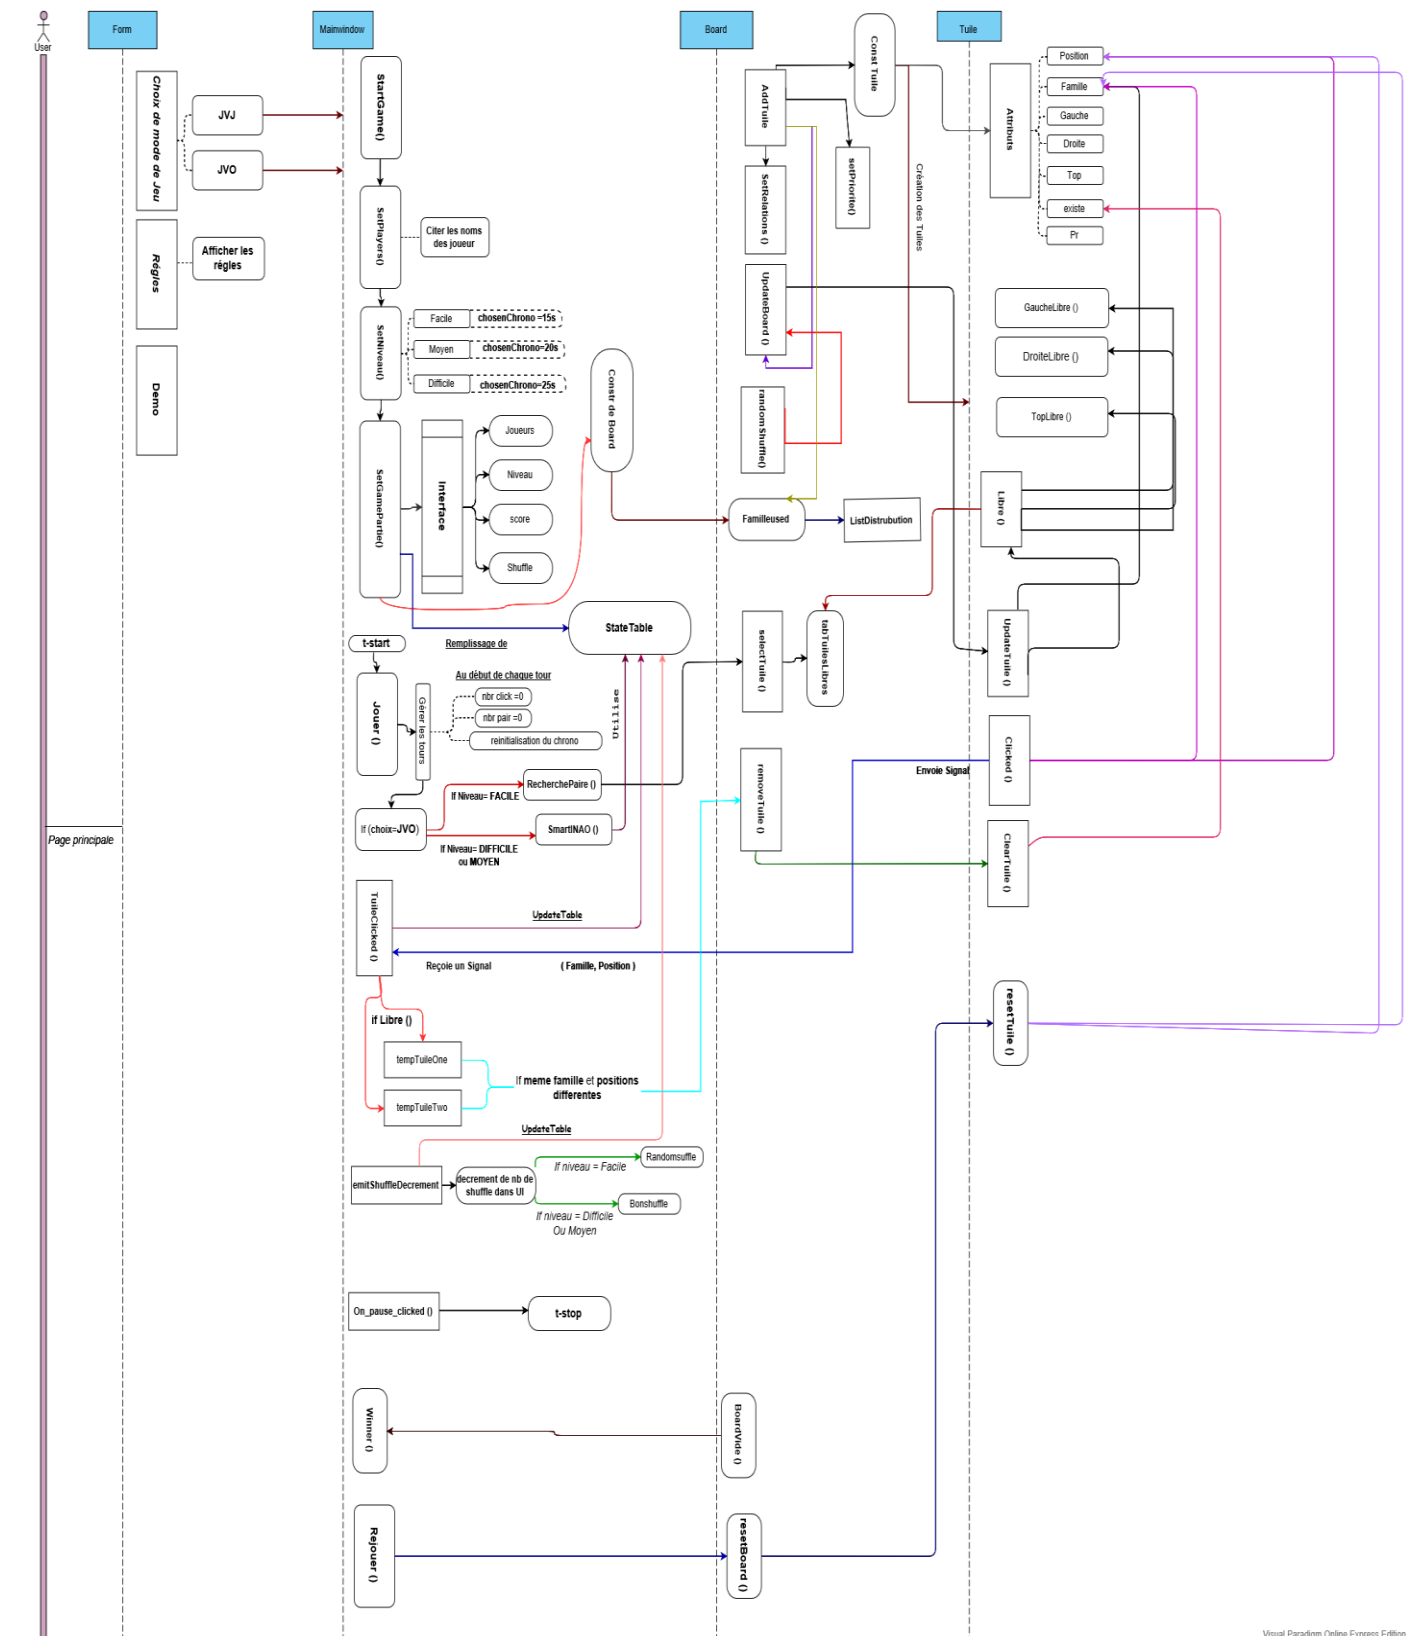 User
Form
Mainwindow
Board
Tuile
Choix de mode de Jeu
JVJ
JVO
Régles
Afficher les
régles
Demo
StartGame()
setPlayers()
Citer les noms
des joueur
SetNiveau()
Facile
chosenChrono =15s
Moyen
chosenChrono=20s
Difficile
chosenChrono=25s
SetGamePartie()
Interface
Joueurs
Niveau
score
Shuffle
Constr de Board
AddTuile
Const Tuile
setPriorite()
SetRelations ()
UpdateBoard ()
randomShuffle()
Création des Tuiles
Familleused
ListDistrubution
Attributs
Position
Famille
Gauche
Droite
Top
existe
Pr
GaucheLibre ()
DroiteLibre ()
TopLibre ()
Libre ()
UpdateTuile ()
StateTable
t-start
Remplissage de
Au début de chaque tour
Jouer ()
Gérer les tours
nbr click =0
nbr pair =0
reinitialisation du chrono
Utilise
selectTuile ()
tabTuilesLibres
If (choix=JVO)
If Niveau= FACILE
RecherchePaire ()
SmartINAO ()
If Niveau= DIFFICILE
ou MOYEN
removeTuile ()
Clicked ()
Envoie Signal
ClearTuile ()
Page principale
TuileClicked ()
UpdateTable
Reçoie un Signal
( Famille, Position )
if Libre ()
tempTuileOne
tempTuileTwo
If meme famille et positions
differentes
resetTuile ()
UpdateTable
emitShuffleDecrement
decrement de nb de
shuffle dans UI
If niveau = Facile
Randomsuffle
If niveau = Difficile
Ou Moyen
Bonshuffle
On_pause_clicked ()
t-stop
Winner ()
BoardVide ()
Rejouer ()
resetBoard ()
Visual Paradigm Online Express Edition